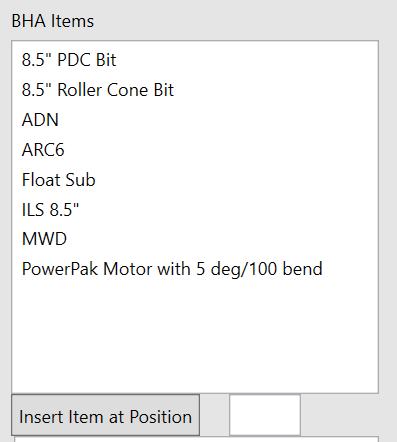 BHA Items
8.5" PDC Bit
8.5" Roller Cone Bit
ADN
ARC6
Float Sub
ILS 8.5"
MWD
PowerPak Motor with 5 deg/100 bend
Insert Item at Position